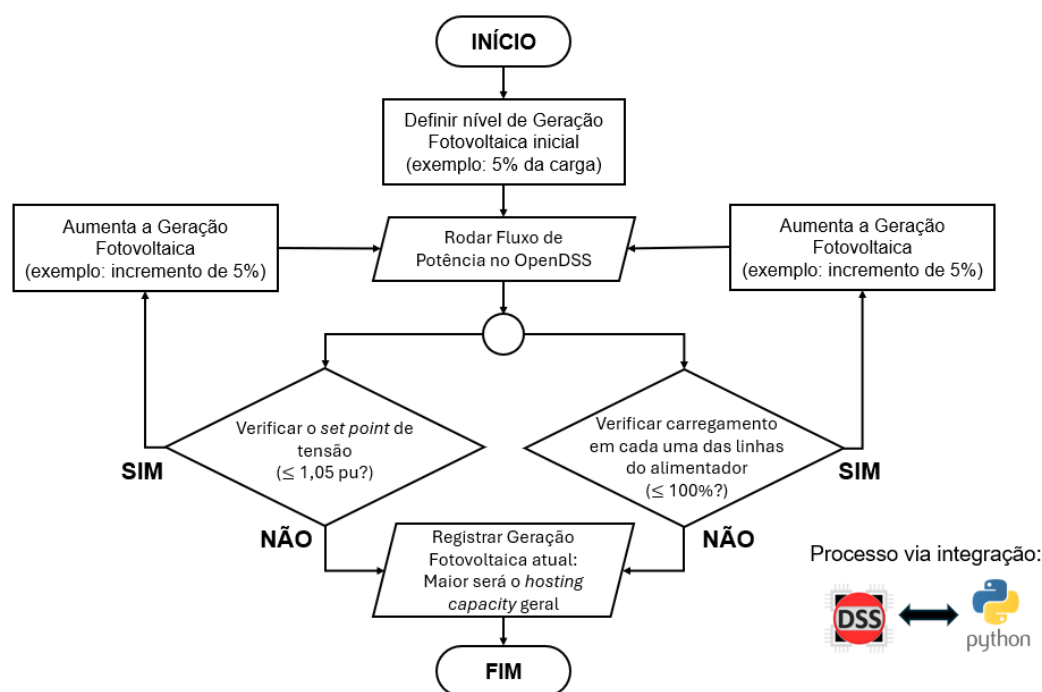 INÍCIO
Definir nível de Geração
Fotovoltaica inicial
(exemplo: 5% da carga)
Aumenta a Geração
Fotovoltaica
(exemplo: incremento de 5%)
Rodar Fluxo de
Potência no OpenDSS
Aumenta a Geração
Fotovoltaica
(exemplo: incremento de 5%)
Verificar o set point de
tensão
(≤ 1,05 pu?)
SIM
NÃO
Verificar carregamento
em cada uma das linhas
do alimentador
(≤ 100%?)
SIM
NÃO
Registrar Geração
Fotovoltaica atual:
Maior será o hosting
capacity geral
FIM
Processo via integração:
DSS
python